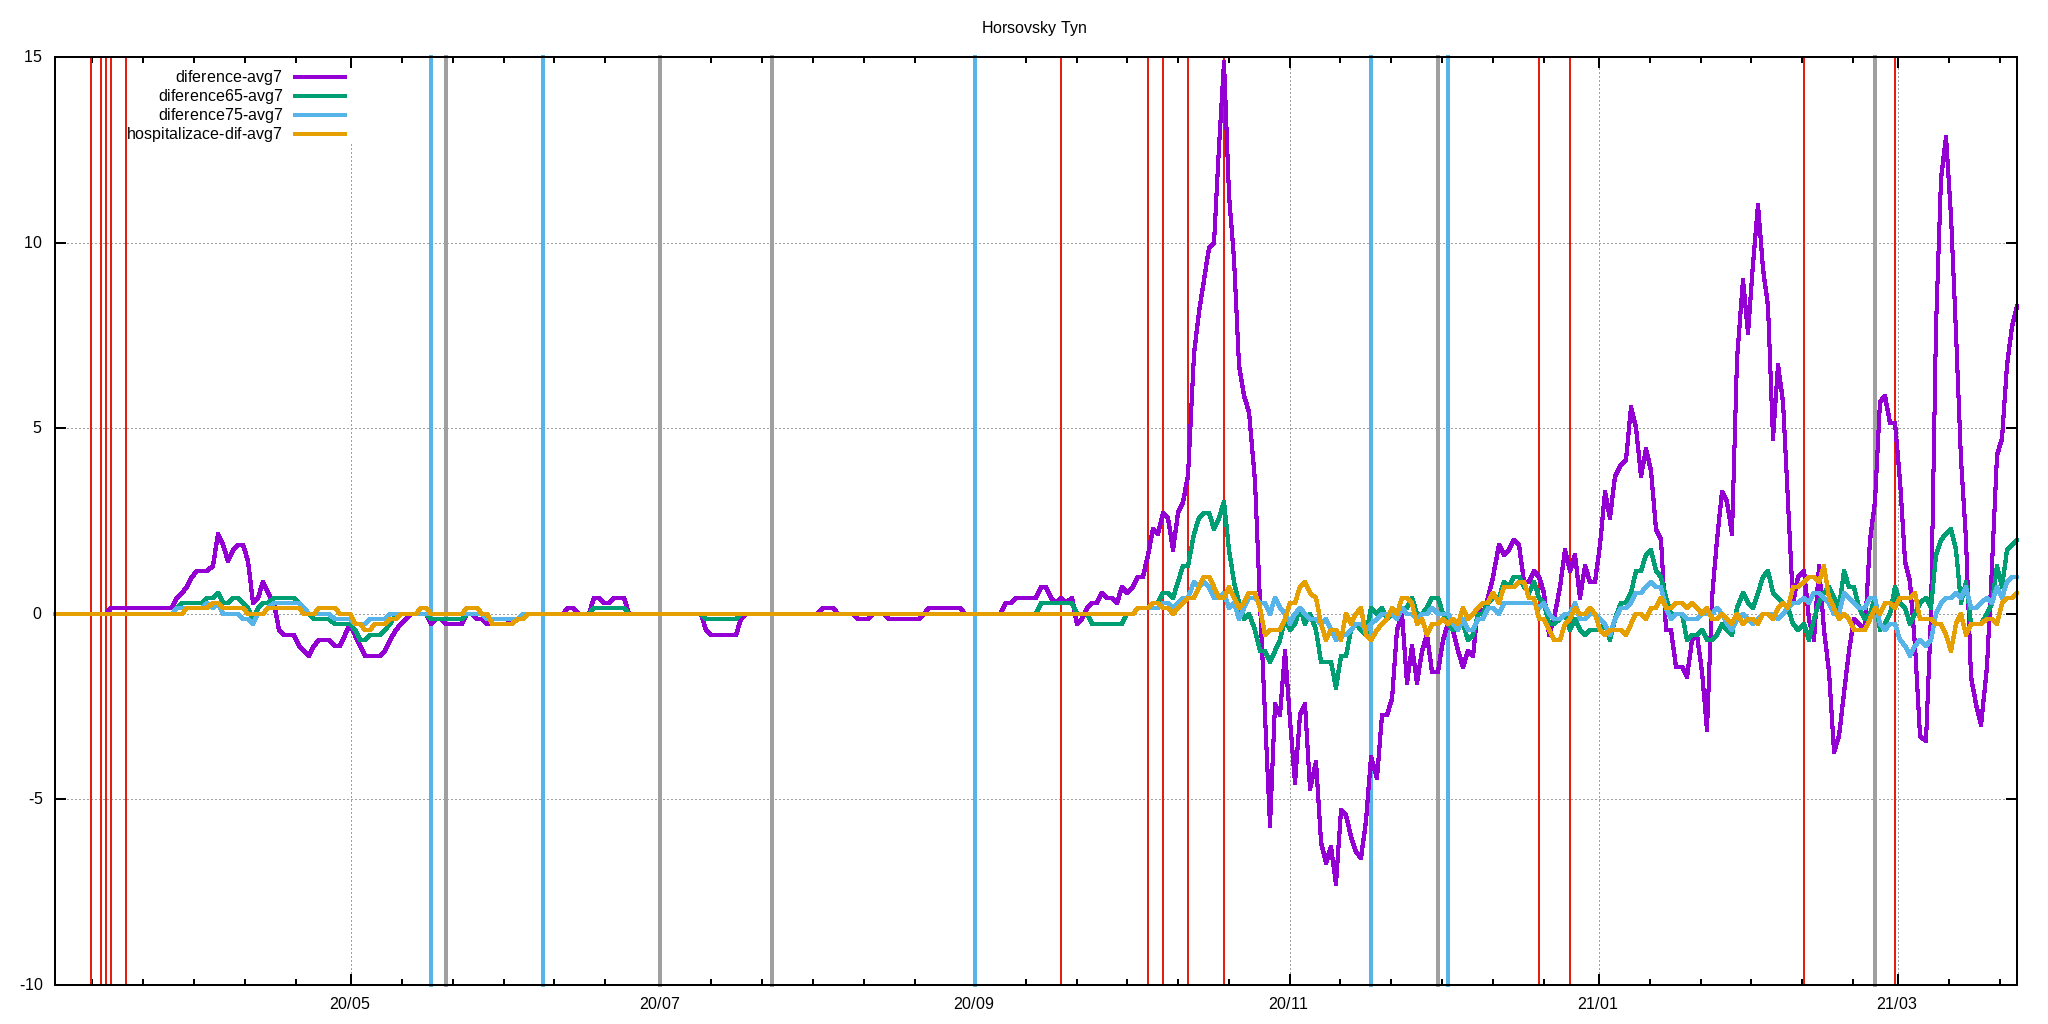 Horsovsky Tyn
15
10
5
0
-5
-10
diference-avg7
diference65-avg7
diference75-avg7
hospitalizace-dif-avg7
20/05
20/07
20/09
20/11
21/01
21/03